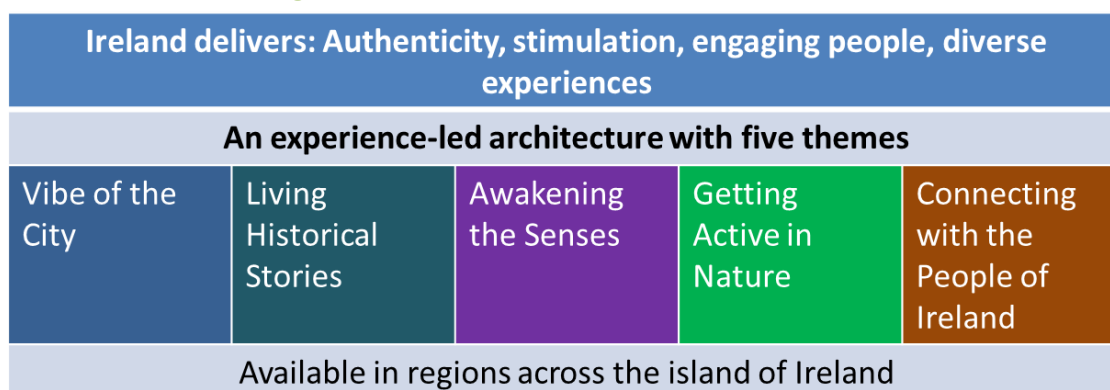 Ireland delivers: Authenticity, stimulation, engaging people, diverse
experiences
An experience-led architecture with five themes
Vibe of the
City
Living
Historical
Stories
Awakening
the Senses
Getting
Active in
Nature
Connecting
with the
People of
Ireland
Available in regions across the island of Ireland